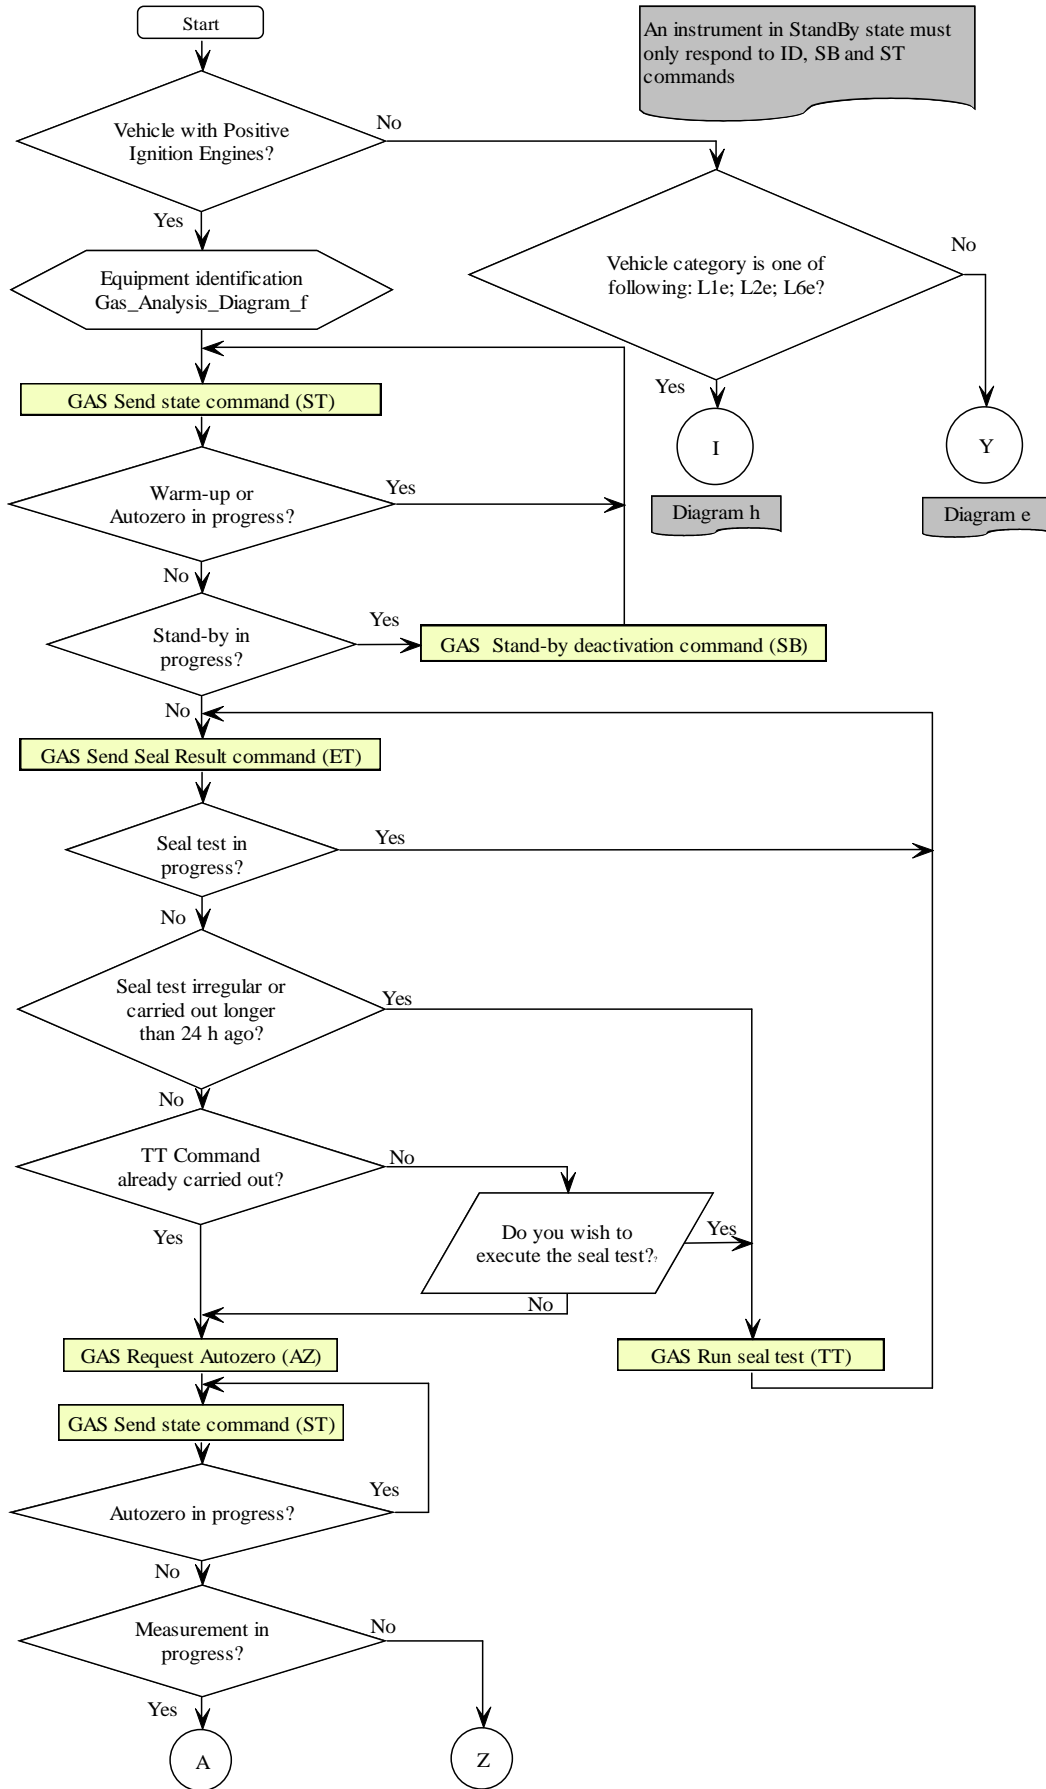 Start
An instrument in StandBy state must
only respond to ID, SB and ST
commands
Vehicle with Positive
Ignition Engines?
No
Yes
Equipment identification
Gas_Analysis_Diagram_f
Vehicle category is one of
following: L1e; L2e; L6e?
No
Yes
I
Y
Diagram h
Diagram e
GAS Send state command (ST)
Warm-up or
Autozero in progress?
Yes
No
Stand-by in
progress?
Yes
GAS Stand-by deactivation command (SB)
No
GAS Send Seal Result command (ET)
Seal test in
progress?
Yes
No
Seal test irregular or
carried out longer
than 24 h ago?
Yes
No
TT Command
already carried out?
No
Yes
Do you wish to
execute the seal test??
Yes
No
GAS Request Autozero (AZ)
GAS Run seal test (TT)
GAS Send state command (ST)
Autozero in progress?
Yes
No
Measurement in
progress?
No
Yes
A
Z